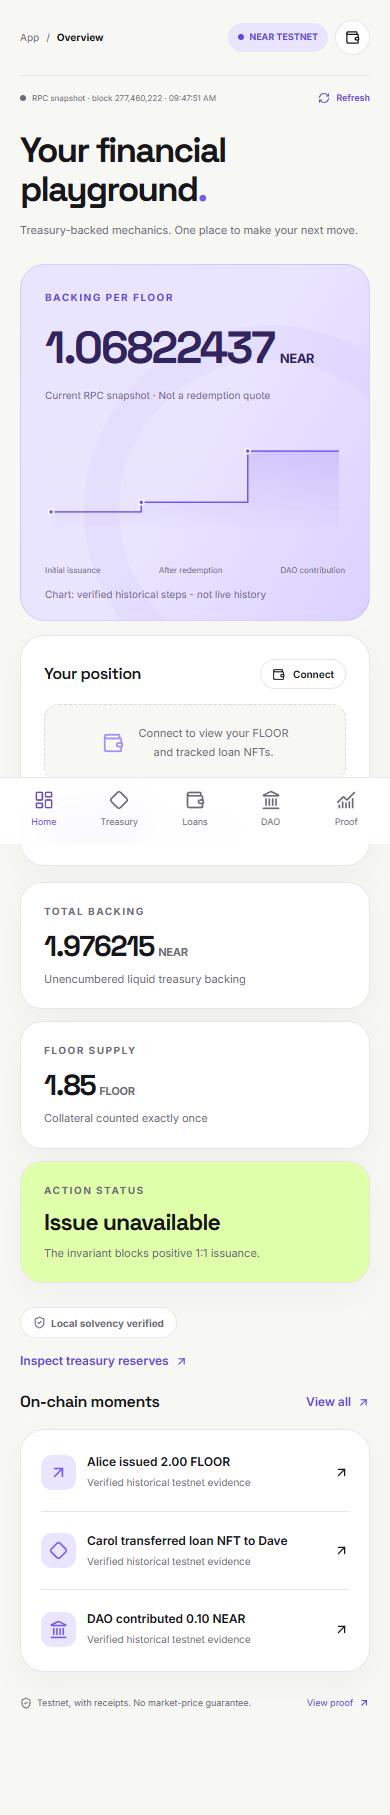 App / Overview
NEAR TESTNET
RPC snapshot · block 277,460,222 · 09:47:51 AM
Refresh
Your financial
playground.
Treasury-backed mechanics. One place to make your next move.
BACKING PER FLOOR
1.06822437 NEAR
Current RPC snapshot · Not a redemption quote
Initial issuance
After redemption
DAO contribution
Chart: verified historical steps - not live history
Your position
Connect
Connect to view your FLOOR
and tracked loan NFTs.
Home
Treasury
Loans
DAO
Proof
TOTAL BACKING
1.976215 NEAR
Unencumbered liquid treasury backing
FLOOR SUPPLY
1.85 FLOOR
Collateral counted exactly once
ACTION STATUS
Issue unavailable
The invariant blocks positive 1:1 issuance.
Local solvency verified
Inspect treasury reserves
On-chain moments
View all
Alice issued 2.00 FLOOR
Verified historical testnet evidence
Carol transferred loan NFT to Dave
Verified historical testnet evidence
DAO contributed 0.10 NEAR
Verified historical testnet evidence
Testnet, with receipts. No market-price guarantee.
View proof